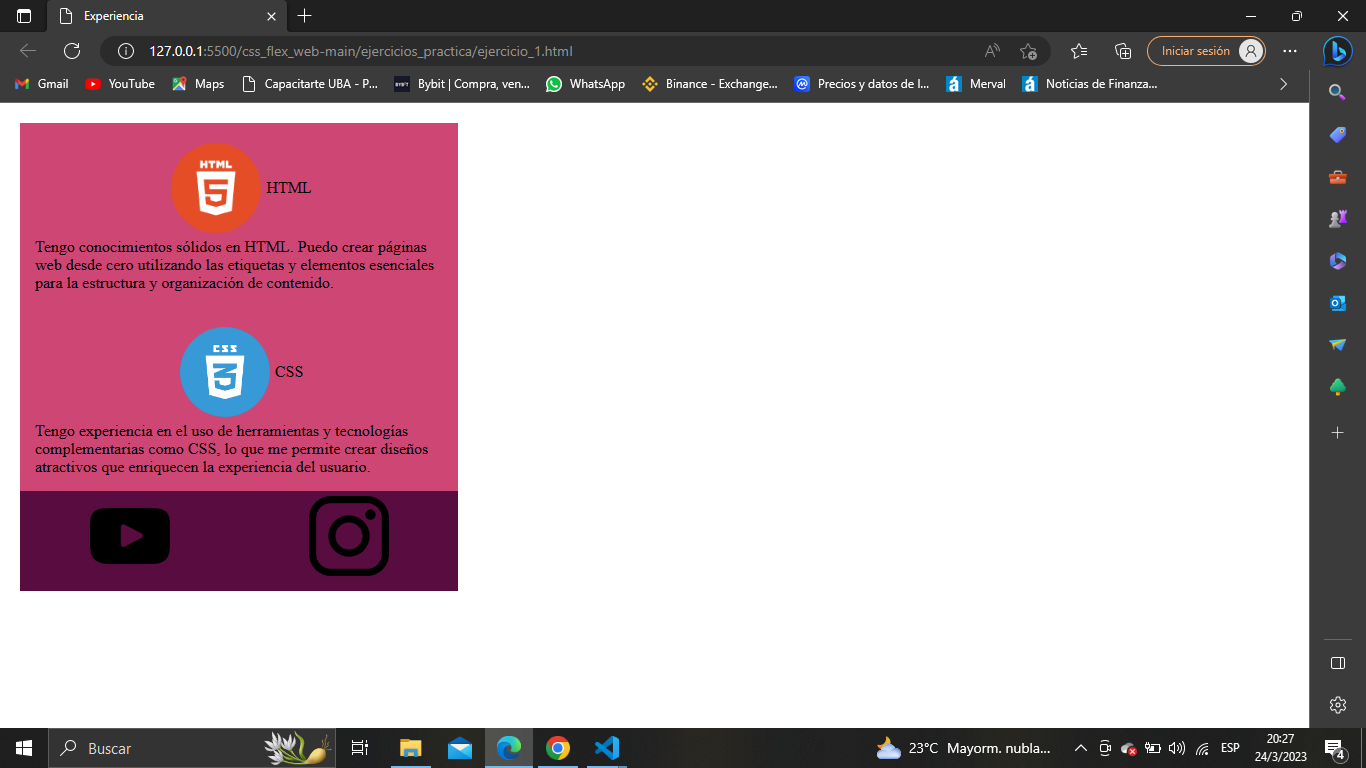 Experiencia
127.0.0.1:5500/css_flex_web-main/ejercicios_practica/ejercicio_1.html
Iniciar sesión
Gmail
YouTube
Maps
Capacitarte UBA - P...
BYBIT
Bybit | Compra, ven...
WhatsApp
Binance - Exchange...
Precios y datos de l...
Merval
Noticias de Finanza...
HTML
5
HTML
Tengo conocimientos sólidos en HTML. Puedo crear páginas
web desde cero utilizando las etiquetas y elementos esenciales
para la estructura y organización de contenido.
CSS
3
CSS
Tengo experiencia en el uso de herramientas y tecnologías
complementarias como CSS, lo que me permite crear diseños
atractivos que enriquecen la experiencia del usuario.
Buscar
23°C Mayorm. nubla...
ESP
20:27
24/3/2023
4